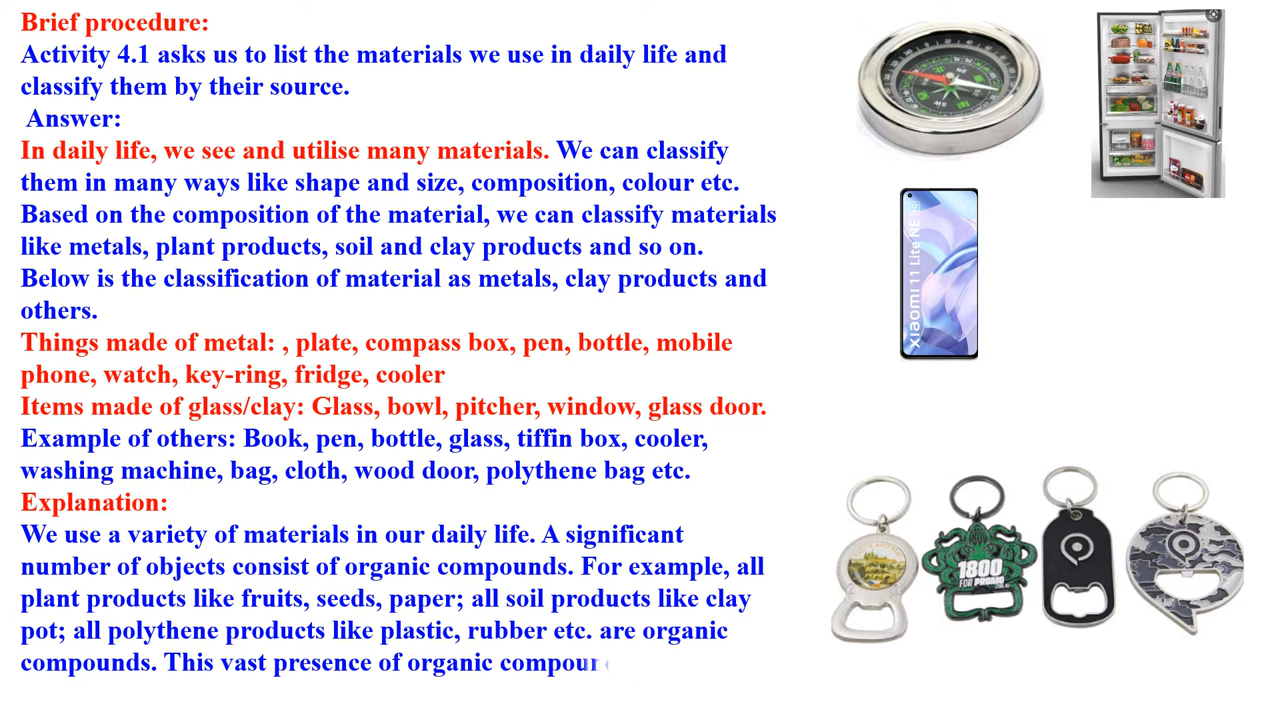 Brief procedure:
Activity 4.1 asks us to list the materials we use in daily life and
classify them by their source.
Answer:
In daily life, we see and utilise many materials. We can classify
them in many ways like shape and size, composition, colour etc.
Based on the composition of the material, we can classify materials
like metals, plant products, soil and clay products and so on.
Below is the classification of material as metals, clay products and
others.
Things made of metal: , plate, compass box, pen, bottle, mobile
phone, watch, key-ring, fridge, cooler
Items made of glass/clay: Glass, bowl, pitcher, window, glass door.
Example of others: Book, pen, bottle, glass, tiffin box, cooler,
washing machine, bag, cloth, wood door, polythene bag etc.
Explanation:
We use a variety of materials in our daily life. A significant
number of objects consist of organic compounds. For example, all
plant products like fruits, seeds, paper; all soil products like clay
pot; all polythene products like plastic, rubber etc. are organic
compounds. This vast presence of organic compour
NE
SW
XIAOMI 11 Lite NE 5G
1800
FOR PROMO